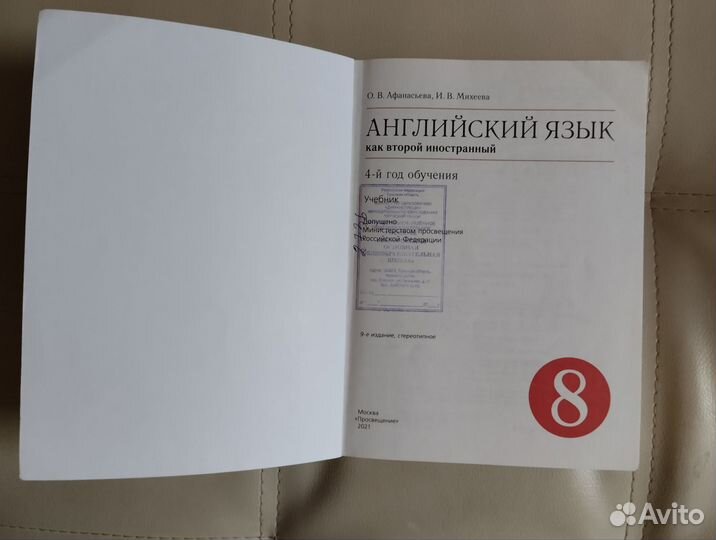 О. В. Афанасьева, И. В. Михеева
АНГЛИЙСКИЙ ЯЗЫК
как второй иностранный
4-й год обучения
Учебник
Допущено
Министерством просвещения
Российской Федерации
9-е издание, стереотипное
8
Москва
«Просвещение»
2021
Avito